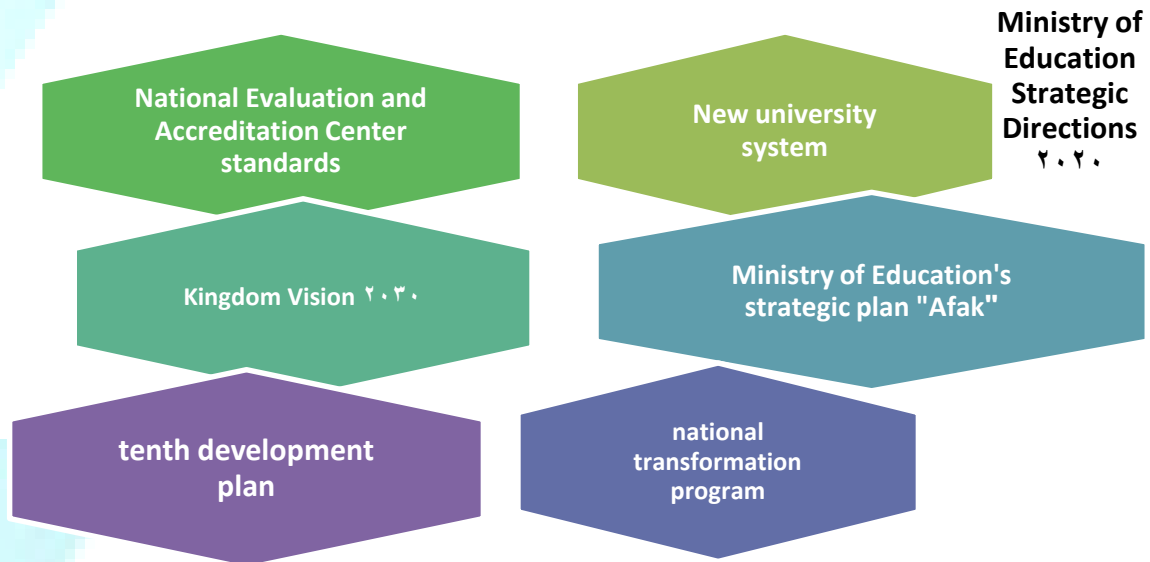 National Evaluation and
Accreditation Center
standards
New university
system
Ministry of
Education
Strategic
Directions
٢٠٢٠
Kingdom Vision ٢٠٣٠
Ministry of Education's
strategic plan "Afak"
tenth development
plan
national
transformation
program